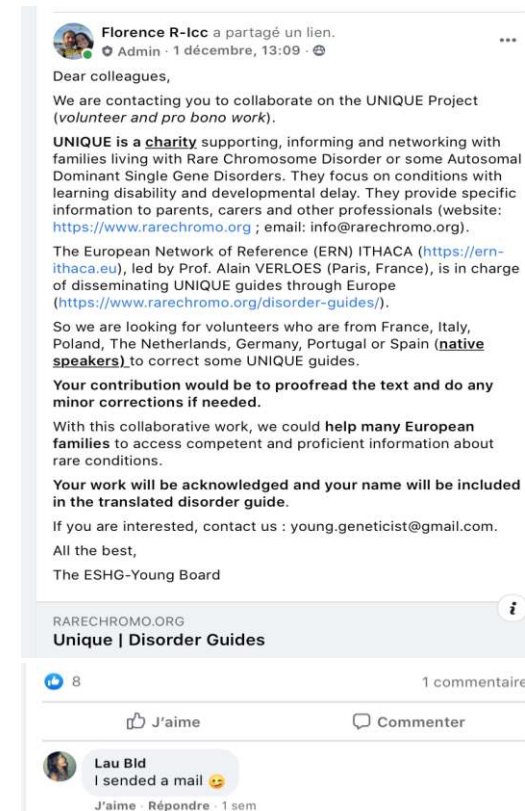 Florence R-Icc a partagé un lien.
Admin · 1 décembre, 13:09 ·
Dear colleagues,
We are contacting you to collaborate on the UNIQUE Project
(volunteer and pro bono work).
UNIQUE is a charity supporting, informing and networking with
families living with Rare Chromosome Disorder or some Autosomal
Dominant Single Gene Disorders. They focus on conditions with
learning disability and developmental delay. They provide specific
information to parents, carers and other professionals (website:
https://www.rarechromo.org ; email: info@rarechromo.org).
The European Network of Reference (ERN) ITHACA (https://ern-
ithaca.eu), led by Prof. Alain VERLOES (Paris, France), is in charge
of disseminating UNIQUE guides through Europe
(https://www.rarechromo.org/disorder-guides/).
So we are looking for volunteers who are from France, Italy,
Poland, The Netherlands, Germany, Portugal or Spain (native
speakers) to correct some UNIQUE guides.
Your contribution would be to proofread the text and do any
minor corrections if needed.
With this collaborative work, we could help many European
families to access competent and proficient information about
rare conditions.
Your work will be acknowledged and your name will be included
in the translated disorder guide.
If you are interested, contact us : young.geneticist@gmail.com.
All the best,
The ESHG-Young Board
RARECHROMO.ORG
Unique | Disorder Guides
8 1 commentaire
J'aime Commenter
Lau Bld
I sended a mail
J'aime · Répondre · 1 sem